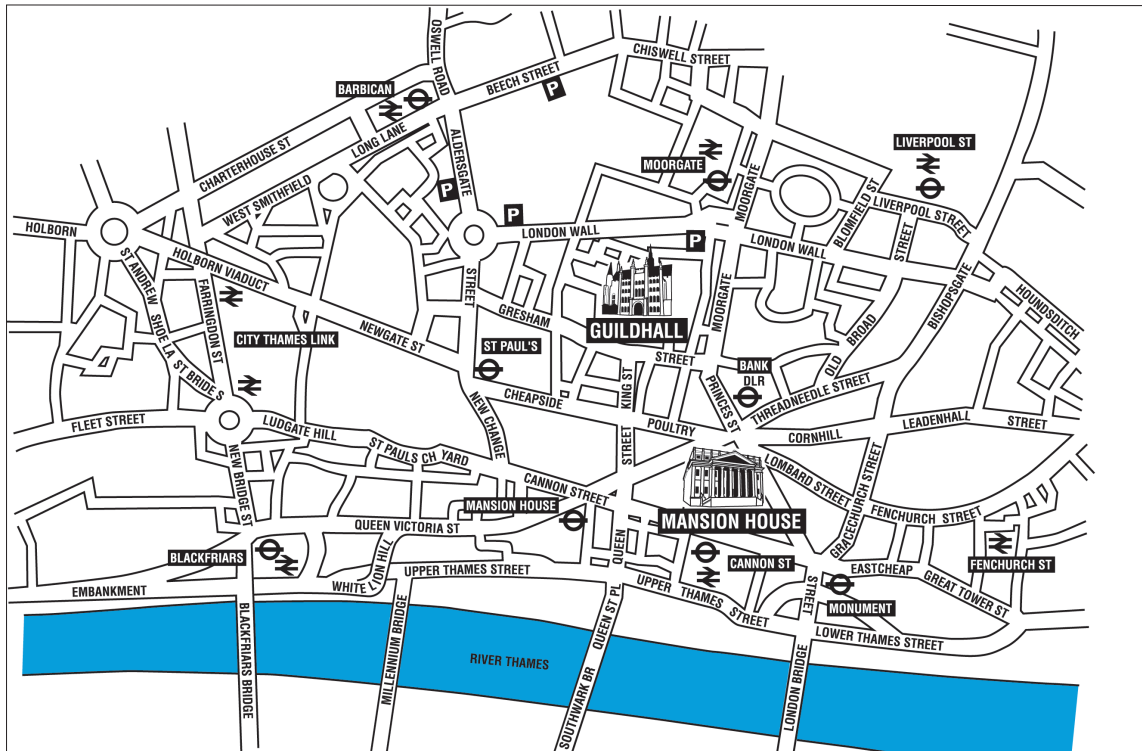 OSWELL ROAD
CHISWELL STREET
BARBICAN
BEECH STREET
P
CHARTERHOUSE ST
LONG LANE
ALDERSGATE
STREET
WEST SMITHFIELD
P
P
P
MOORGATE
MOORGATE
MOORGATE
LIVERPOOL ST
LIVERPOOL STREET
BLOMFIELD ST
HOLBORN
LONDON WALL
LONDON WALL
OLD BROAD
STREET
BISHOPSGATE
HOUNDSDITCH
ST ANDREW
SHOE LA
ST BRIDE S
FARRINGDON ST
HOLBORN VIADUCT
CITY THAMES LINK
NEWGATE ST
GRESHAM
STREET
GUILDHALL
ST PAUL'S
BANK
DLR
PRINCES ST
THREADNEEDLE STREET
KING ST
CHEAPSIDE
POULTRY
CORNHILL
LEADENHALL
STREET
FLEET STREET
LUDGATE HILL
ST PAULS CH YARD
NEW CHANGE
NEW BRIDGE ST
CANNON STREET
QUEEN
STREET
LOMBARD STREET
GRACECHURCH STREET
FENCHURCH STREET
MANSION HOUSE
MANSION HOUSE
QUEEN VICTORIA ST
BLACKFRIARS
CANNON ST
FENCHURCH ST
EASTCHEAP
GREAT TOWER ST
WHITE LYON HILL
UPPER THAMES STREET
UPPER THAMES STREET
STREET
MONUMENT
LOWER THAMES STREET
EMBANKMENT
BLACKFRIARS BRIDGE
MILLENNIUM BRIDGE
RIVER THAMES
QUEEN ST PL
SOUTHWARK BR
LONDON BRIDGE